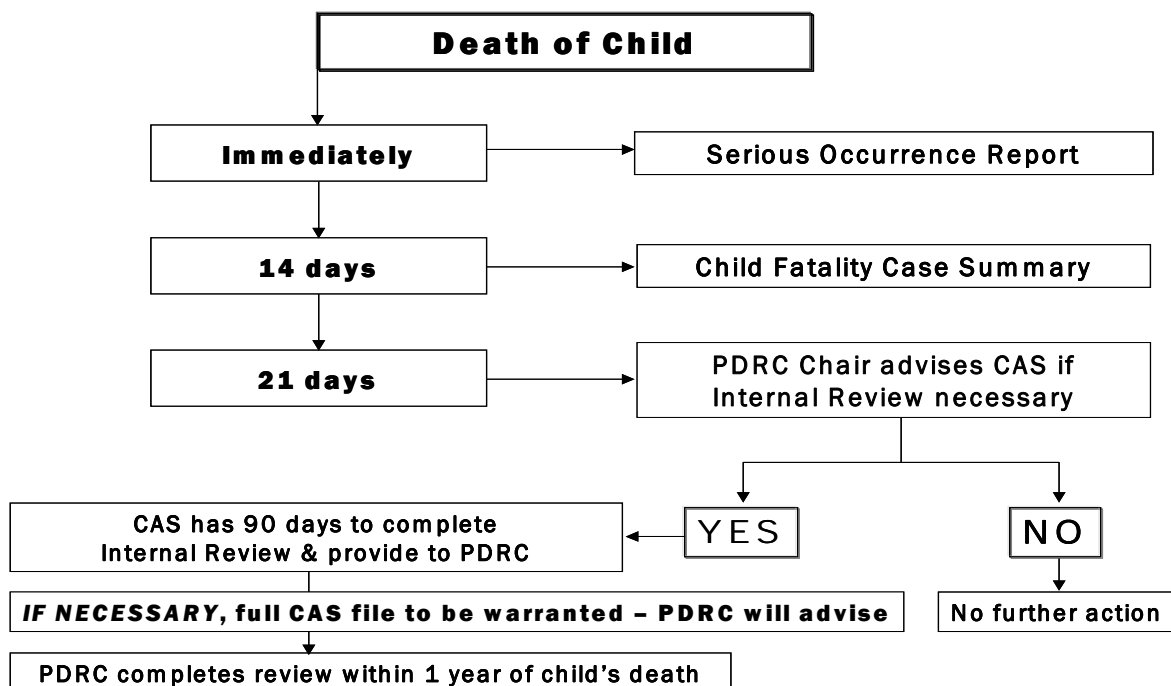 Death of Child
Immediately
Serious Occurrence Report
14 days
Child Fatality Case Summary
21 days
PDRC Chair advises CAS if
Internal Review necessary
YES
NO
CAS has 90 days to complete
Internal Review & provide to PDRC
IF NECESSARY, full CAS file to be warranted – PDRC will advise
No further action
PDRC completes review within 1 year of child’s death